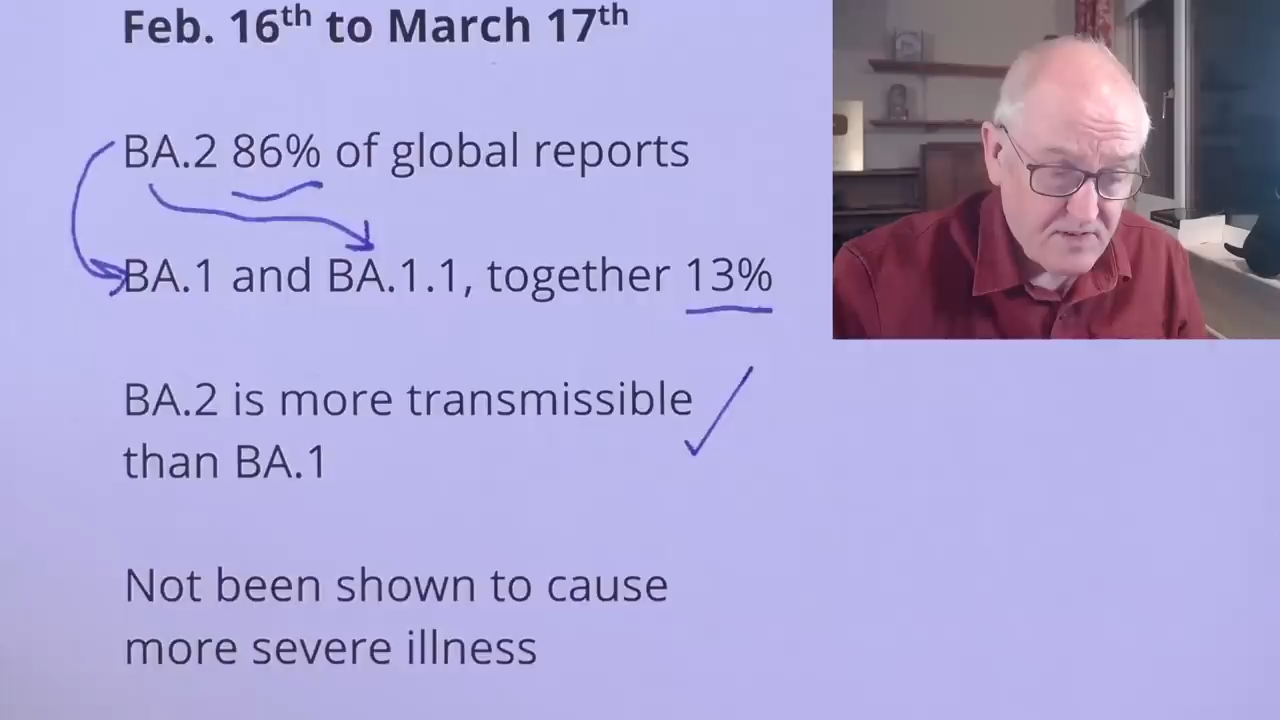 Feb. 16th to March 17th
BA.2 86% of global reports
BA.1 and BA.1.1, together 13%
BA.2 is more transmissible
than BA.1
Not been shown to cause
more severe illness